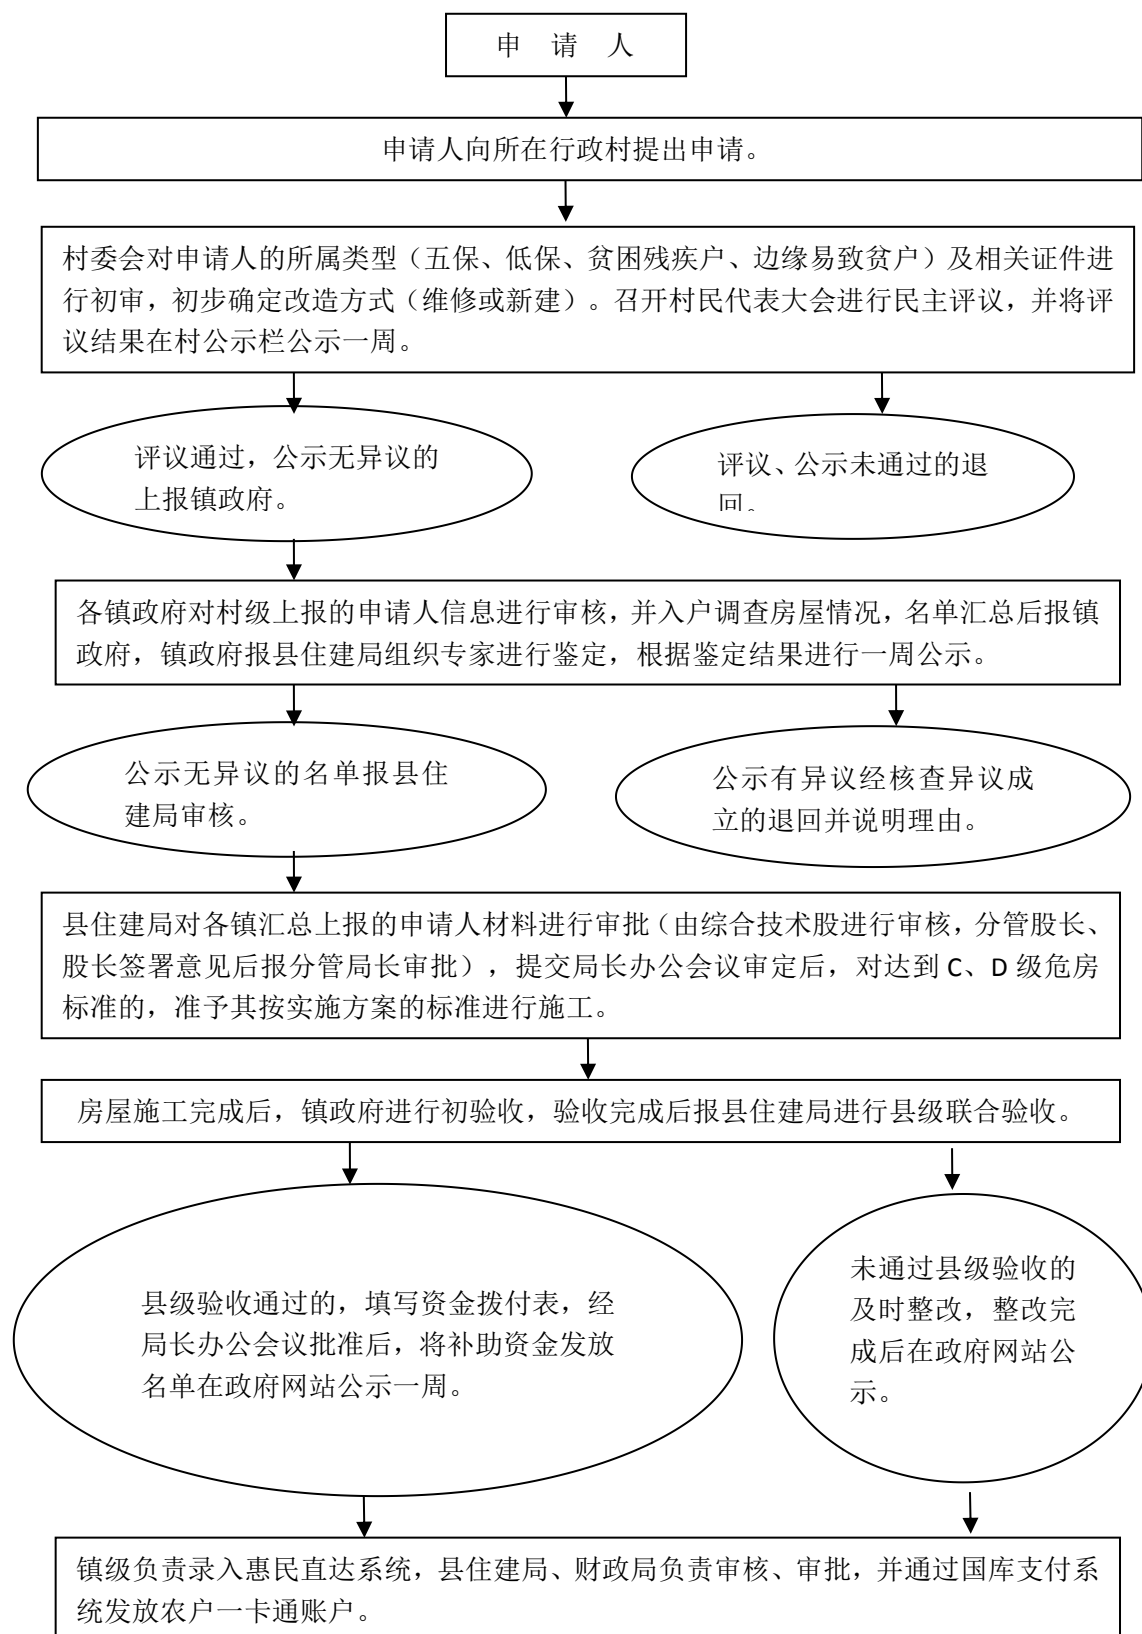 申 请 人
申请人向所在行政村提出申请。
村委会对申请人的所属类型（五保、低保、贫困残疾户、边缘易致贫户）及相关证件进
行初审，初步确定改造方式（维修或新建）。召开村民代表大会进行民主评议，并将评
议结果在村公示栏公示一周。
评议通过，公示无异议的
上报镇政府。
评议、公示未通过的退
回。
各镇政府对村级上报的申请人信息进行审核，并入户调查房屋情况，名单汇总后报镇
政府，镇政府报县住建局组织专家进行鉴定，根据鉴定结果进行一周公示。
公示无异议的名单报县住
建局审核。
公示有异议经核查异议成
立的退回并说明理由。
县住建局对各镇汇总上报的申请人材料进行审批（由综合技术股进行审核，分管股长、
股长签署意见后报分管局长审批），提交局长办公会议审定后，对达到 C、D 级危房
标准的，准予其按实施方案的标准进行施工。
房屋施工完成后，镇政府进行初验收，验收完成后报县住建局进行县级联合验收。
县级验收通过的，填写资金拨付表，经
局长办公会议批准后，将补助资金发放
名单在政府网站公示一周。
未通过县级验收的
及时整改，整改完
成后在政府网站公
示。
镇级负责录入惠民直达系统，县住建局、财政局负责审核、审批，并通过国库支付系
统发放农户一卡通账户。